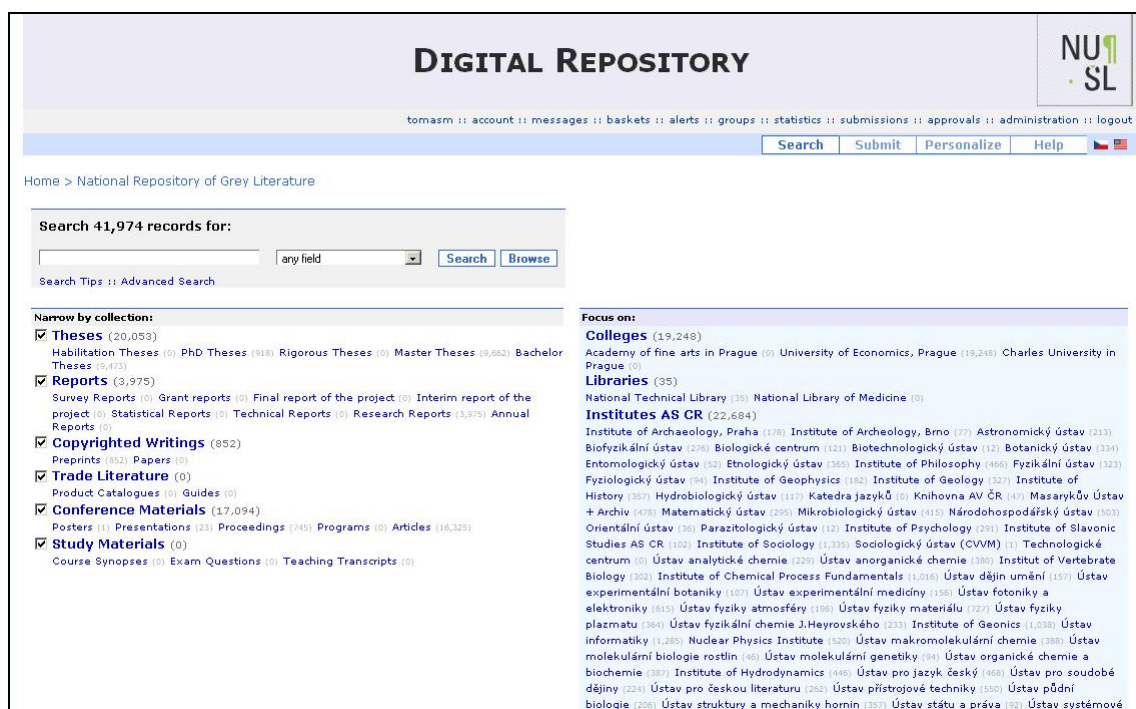 DIGITAL REPOSITORY
NU¶
· ŠL
tomasm :: account :: messages :: baskets :: alerts :: groups :: statistics :: submissions :: approvals :: administration :: logout
Search Submit Personalize Help
Home > National Repository of Grey Literature
Search 41,974 records for:
any field Search Browse
Search Tips :: Advanced Search
Narrow by collection:
Theses (20,053)
Habilitation Theses (0) PhD Theses (918) Rigorous Theses (0) Master Theses (9,662) Bachelor
Theses (9,473)
Reports (3,975)
Survey Reports (0) Grant reports (0) Final report of the project (0) Interim report of the
project (0) Statistical Reports (0) Technical Reports (0) Research Reports (3,975) Annual
Reports (0)
Copyrighted Writings (852)
Preprints (852) Papers (0)
Trade Literature (0)
Product Catalogues (0) Guides (0)
Conference Materials (17,094)
Posters (1) Presentations (23) Proceedings (745) Programs (0) Articles (16,325)
Study Materials (0)
Course Synopses (0) Exam Questions (0) Teaching Transcripts (0)
Focus on:
Colleges (19,248)
Academy of fine arts in Prague (0) University of Economics, Prague (19,248) Charles University in
Prague (0)
Libraries (35)
National Technical Library (35) National Library of Medicine (0)
Institutes AS CR (22,684)
Institute of Archaeology, Praha (178) Institute of Archeology, Brno (77) Astronomický ústav (213)
Biofyzikální ústav (276) Biologické centrum (121) Biotechnologický ústav (12) Botanický ústav (334)
Entomologický ústav (52) Etnologický ústav (365) Institute of Philosophy (466) Fyzikální ústav (323)
Fyziologický ústav (94) Institute of Geophysics (182) Institute of Geology (327) Institute of
History (357) Hydrobiologický ústav (117) Katedra jazyků (0) Knihovna AV ČR (47) Masarykův Ústav
+ Archiv (478) Matematický ústav (295) Mikrobiologický ústav (415) Národohospodářský ústav (503)
Orientální ústav (36) Parazitologický ústav (12) Institute of Psychology (291) Institute of Slavonic
Studies AS CR (102) Institute of Sociology (1,335) Sociologický ústav (CVVM) (1) Technologické
centrum (0) Ústav analytické chemie (229) Ústav anorganické chemie (380) Institut of Vertebrate
Biology (302) Institute of Chemical Process Fundamentals (1,016) Ústav dějin umění (157) Ústav
experimentální botaniky (107) Ústav experimentální medicíny (156) Ústav fotoniky a
elektroniky (615) Ústav fyziky atmosféry (196) Ústav fyziky materiálu (727) Ústav fyziky
plazmatu (364) Ústav fyzikální chemie J.Heyrovského (233) Institute of Geonics (1,038) Ústav
informatiky (1,285) Nuclear Physics Institute (520) Ústav makromolekulární chemie (388) Ústav
molekulární biologie rostlin (46) Ústav molekulární genetiky (94) Ústav organické chemie a
biochemie (387) Institute of Hydrodynamics (446) Ústav pro jazyk český (468) Ústav pro soudobé
dějiny (224) Ústav pro českou literaturu (262) Ústav přístrojové techniky (550) Ústav půdní
biologie (206) Ústav struktury a mechaniky hornin (357) Ústav státu a práva (92) Ústav systémové